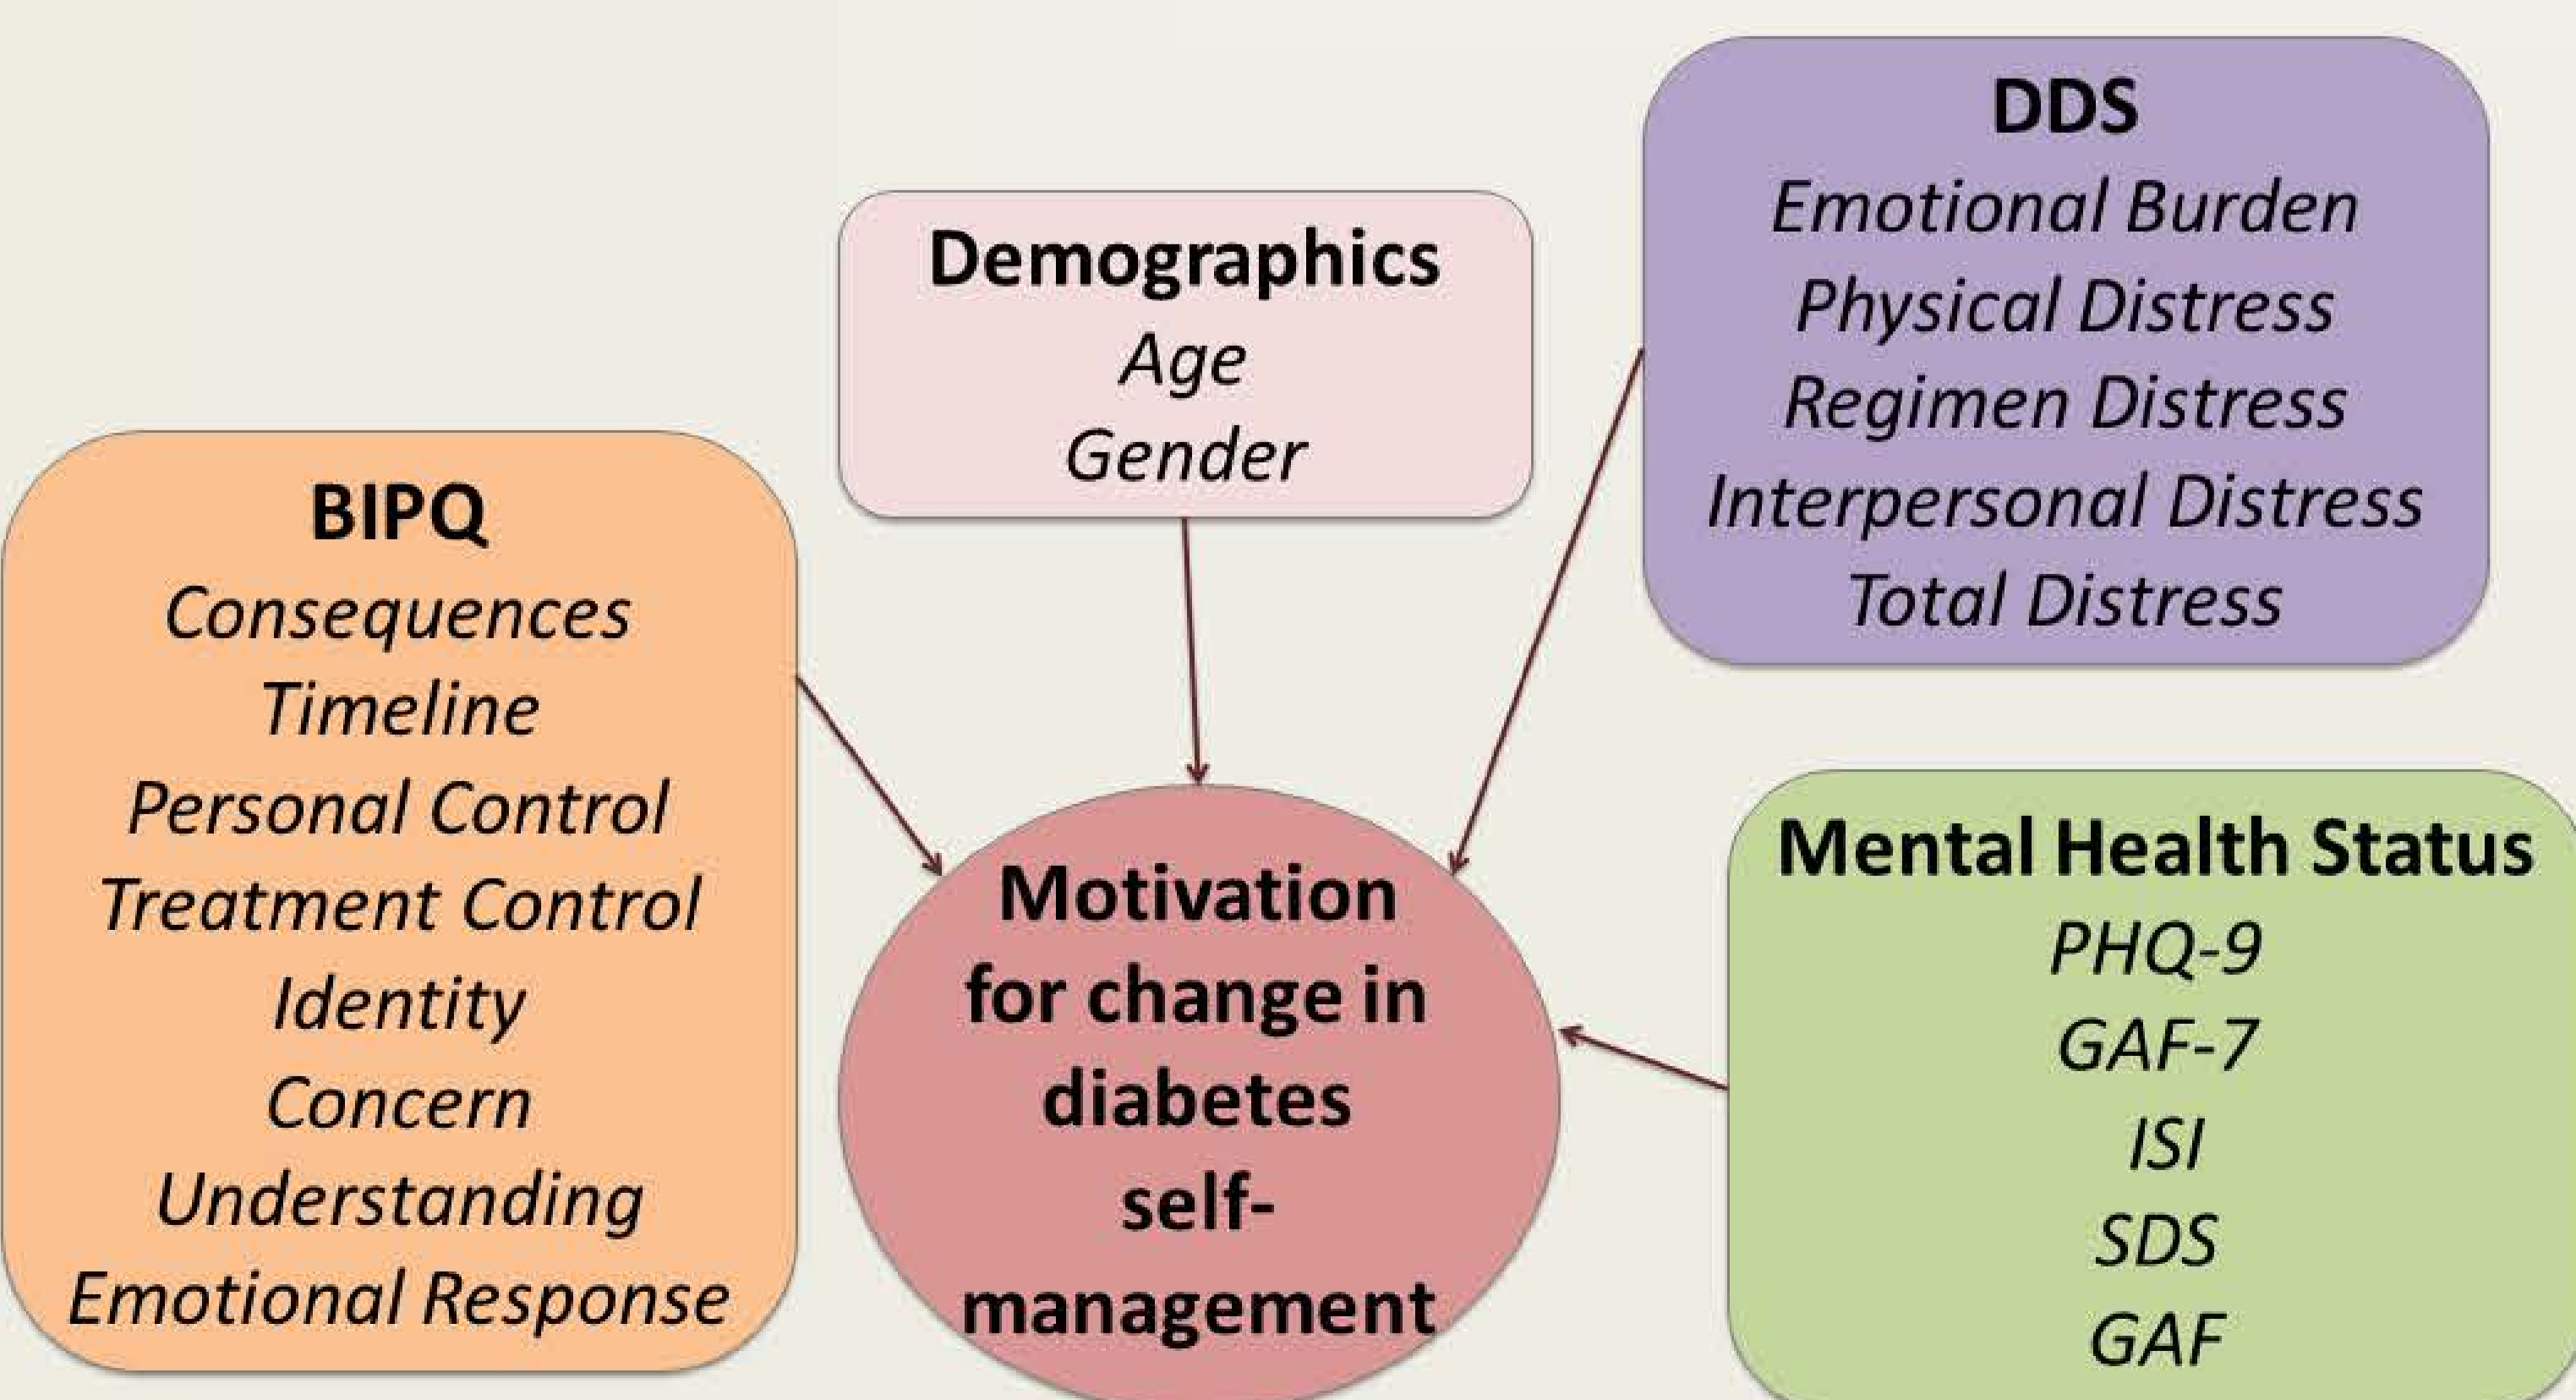 DDS
Emotional Burden
Physical Distress
Regimen Distress
Interpersonal Distress
Total Distress
Demographics
Age
Gender
BIPQ
Consequences
Timeline
Personal Control
Treatment Control
Identity
Concern
Understanding
Emotional Response
Motivation
for change in
diabetes
self-
management
Mental Health Status
PHQ-9
GAF-7
ISI
SDS
GAF